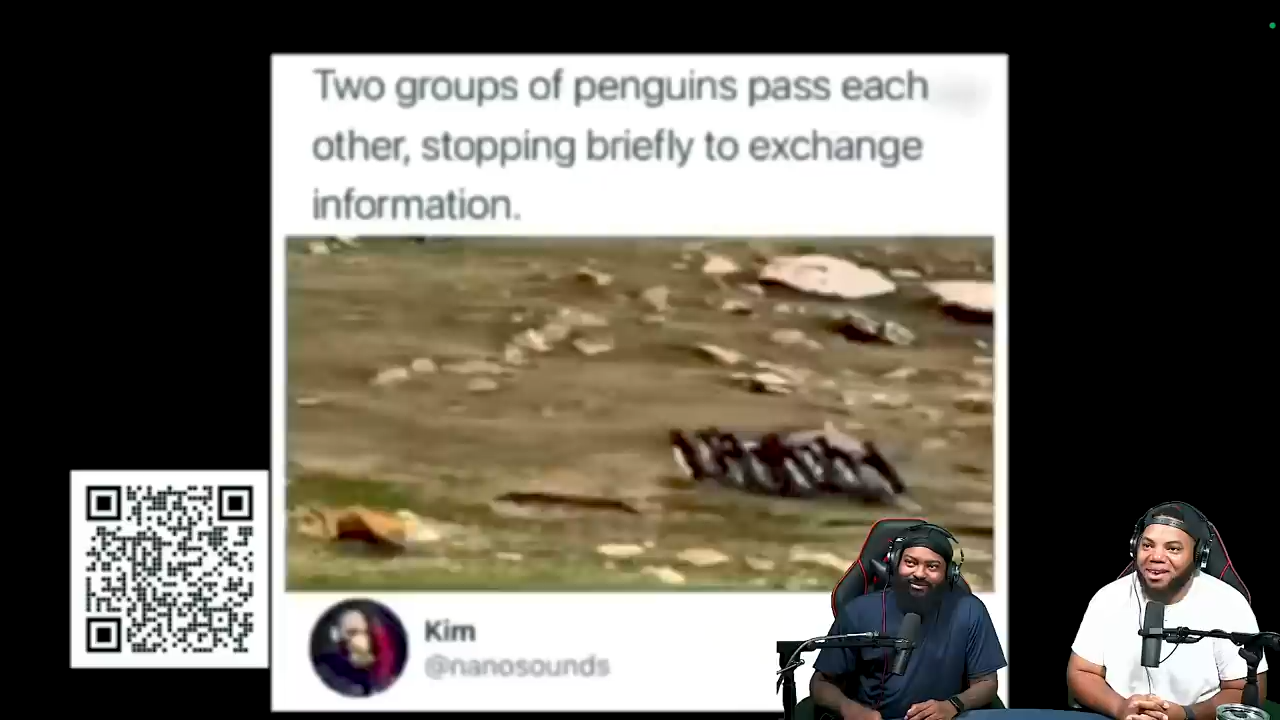 Two groups of penguins pass each
other, stopping briefly to exchange
information.
Kim
@nanosounds